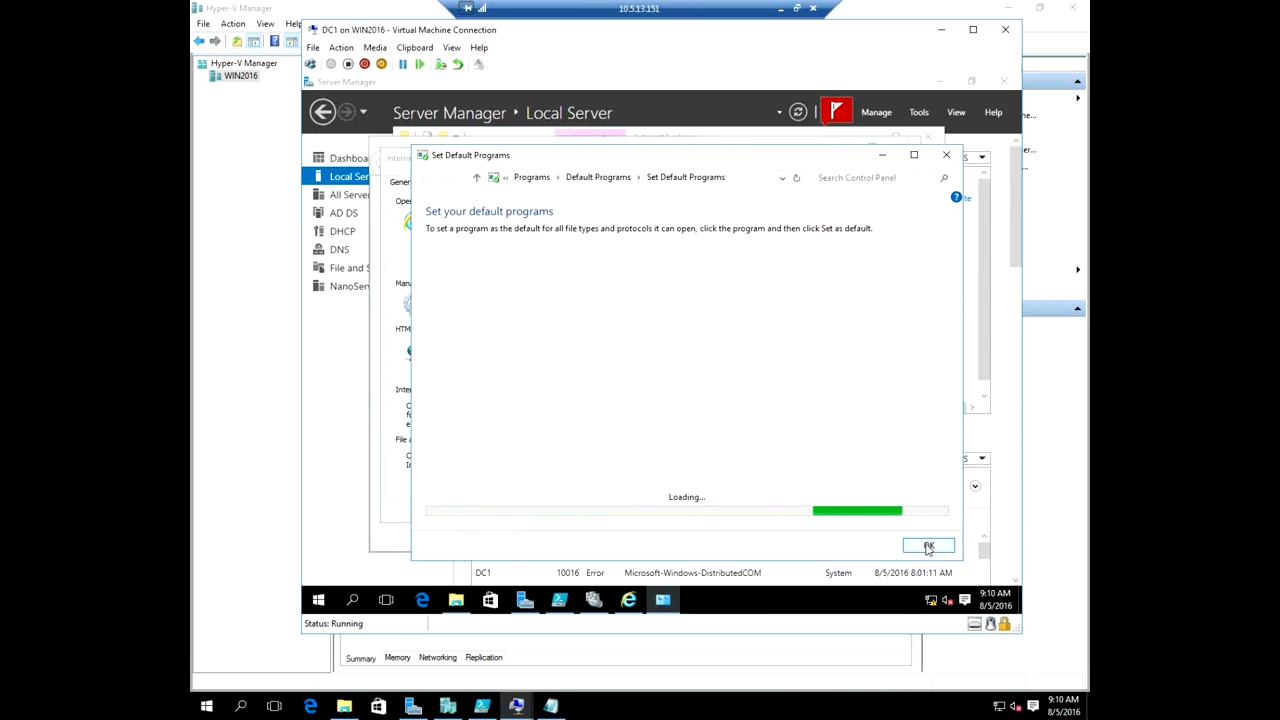 Hyper-V Manager
File Action View Help
10.5.13.151
Hyper-V Manager
WIN2016
DC1 on WIN2016 - Virtual Machine Connection
File Action Media Clipboard View Help
Server Manager
Server Manager • Local Server
Manage Tools View Help
Dashboa
Local Ser
All Server
AD DS
DHCP
DNS
File and S
NanoServ
Set Default Programs
« Programs › Default Programs › Set Default Programs
Search Control Panel
Set your default programs
To set a program as the default for all file types and protocols it can open, click the program and then click Set as default.
Loading...
OK
DC1 10016 Error Microsoft-Windows-DistributedCOM System 8/5/2016 8:01:11 AM
9:10 AM
8/5/2016
Status: Running
Summary Memory Networking Replication
9:10 AM
8/5/2016